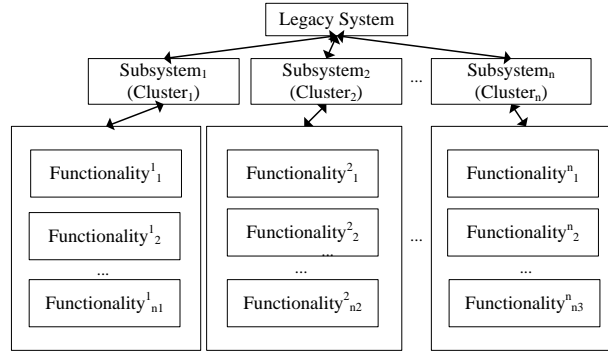 Legacy System
Subsystem₁ Subsystem₂ ... Subsystemₙ
(Cluster₁) (Cluster₂) (Clusterₙ)
Functionality¹₁ Functionality²₁ Functionalityⁿ₁
Functionality¹₂ Functionality²₂ ... Functionalityⁿ₂
... ... ... ...
Functionality¹ₙ₁ Functionality²ₙ₂ Functionalityⁿₙ₃